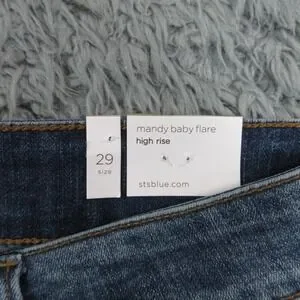 29
SIZE
mandy baby flare
high rise
stsblue.com